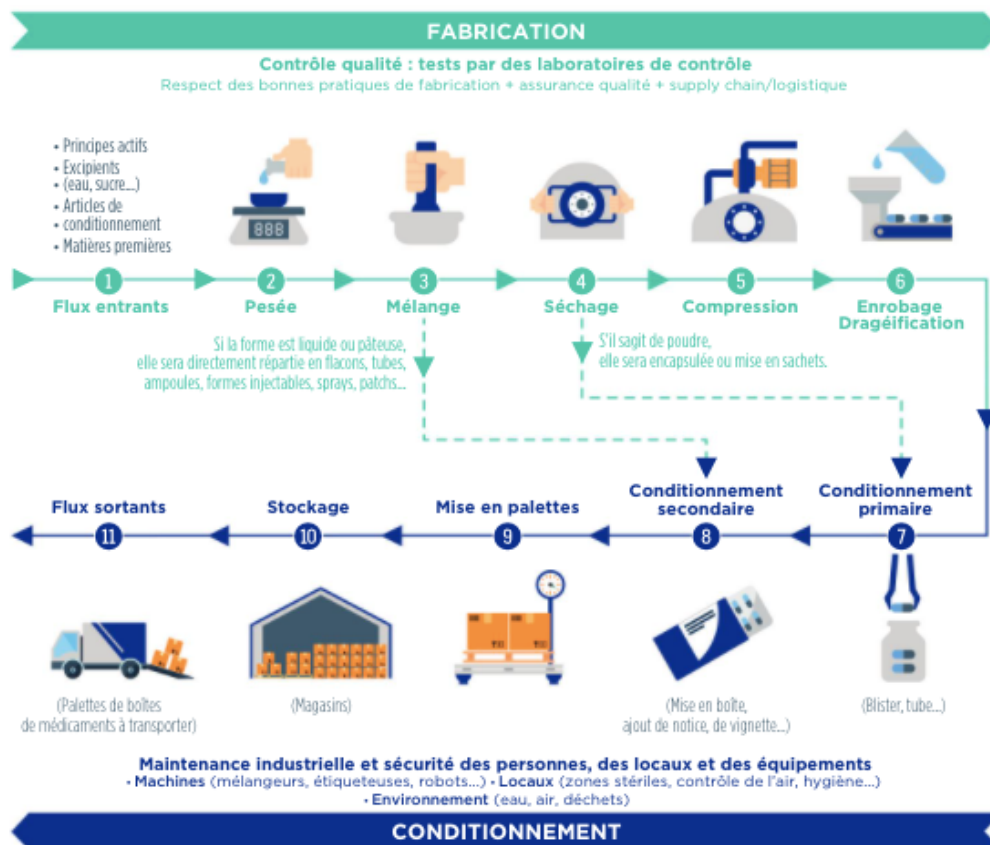 FABRICATION
Contrôle qualité : tests par des laboratoires de contrôle
Respect des bonnes pratiques de fabrication + assurance qualité + supply chain/logistique
• Principes actifs
• Excipients
• (eau, sucre...)
• Articles de
• conditionnement
• Matières premières
888
1
2
3
4
5
6
Flux entrants
Pesée
Mélange
Séchage
Compression
Enrobage
Dragéification
Si la forme est liquide ou pâteuse,
elle sera directement répartie en flacons, tubes,
ampoules, formes injectables, sprays, patchs...
S'il sagit de poudre,
elle sera encapsulée ou mise en sachets.
Flux sortants
Stockage
Mise en palettes
Conditionnement
secondaire
Conditionnement
primaire
11
10
9
8
7
(Palettes de boîtes
de médicaments à transporter)
(Magasins)
(Mise en boîte,
ajout de notice, de vignette...)
(Blister, tube...)
Maintenance industrielle et sécurité des personnes, des locaux et des équipements
• Machines (mélangeurs, étiqueteuses, robots...) • Locaux (zones stériles, contrôle de l'air, hygiène...)
• Environnement (eau, air, déchets)
CONDITIONNEMENT